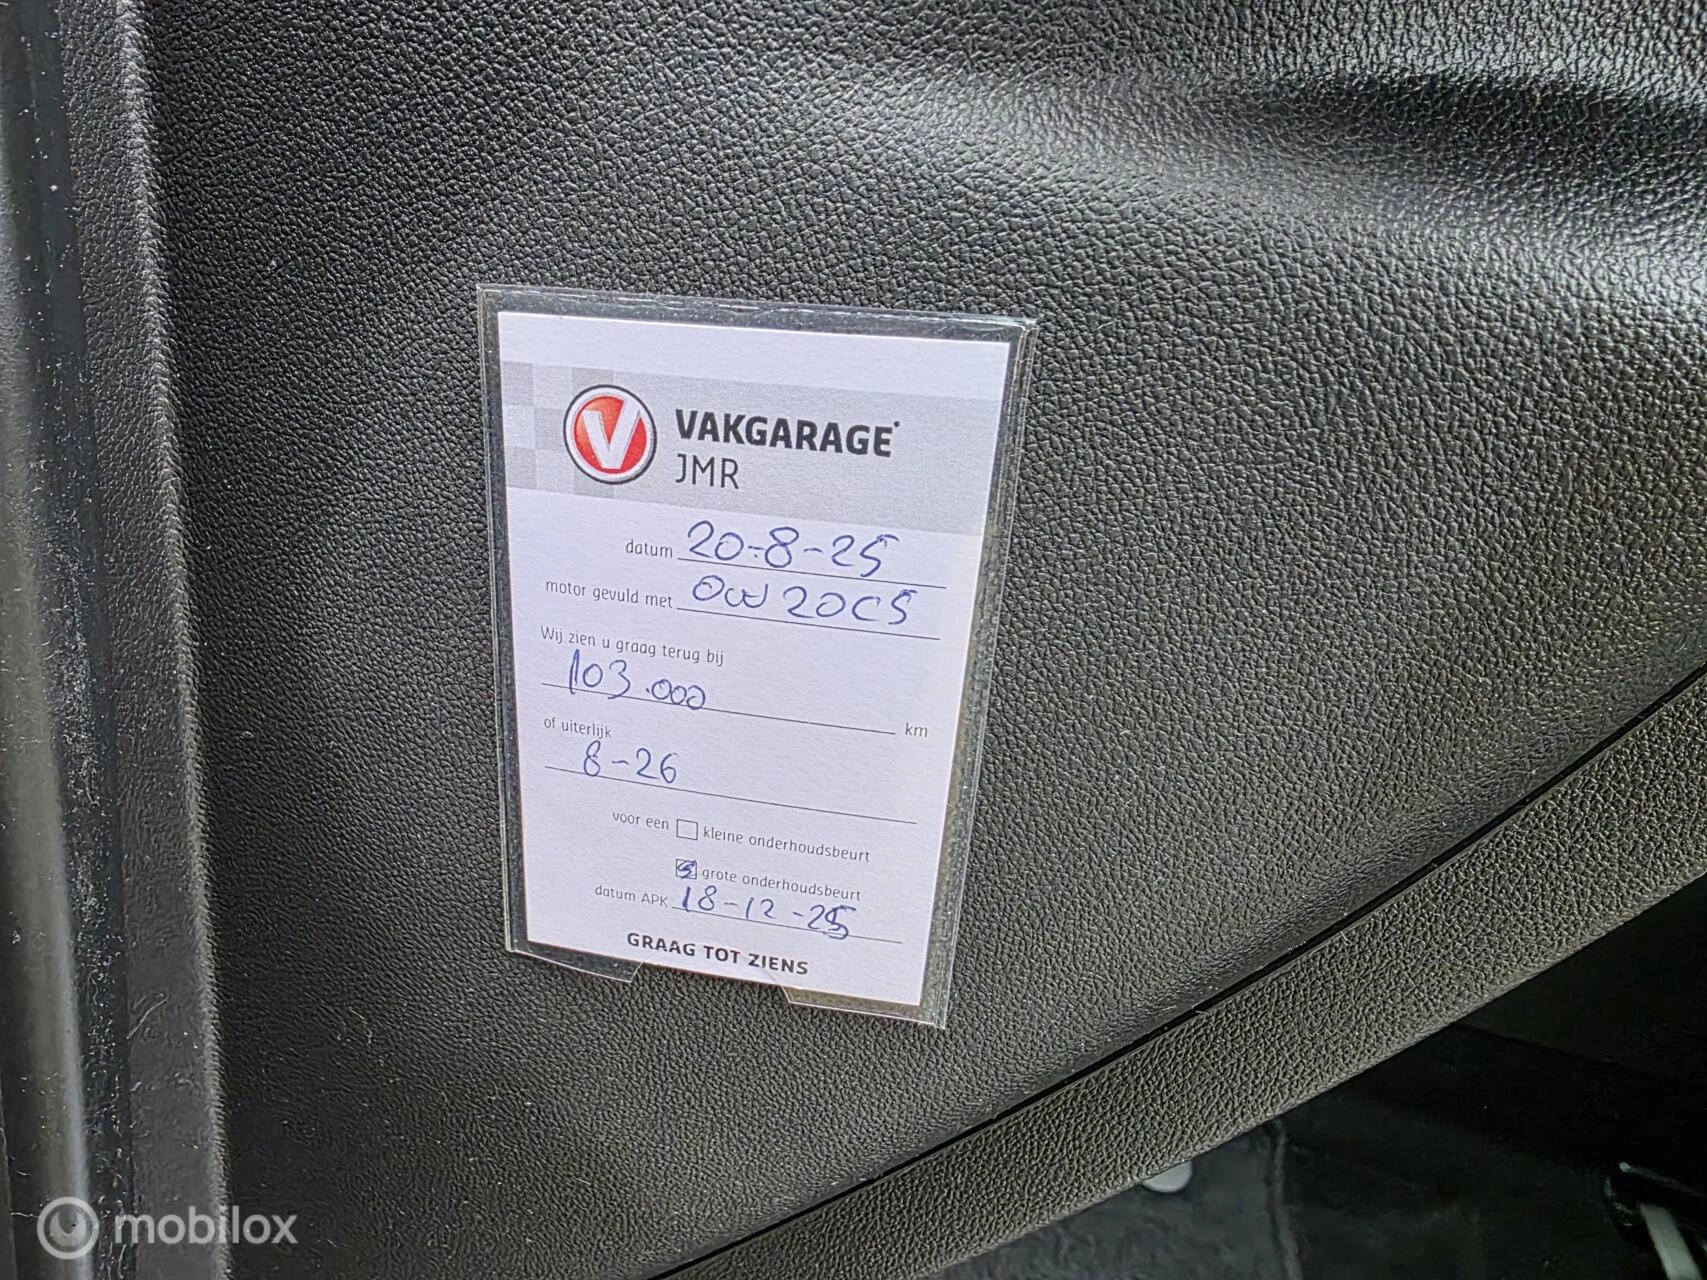 V VAKGARAGE
JMR
datum 20-8-25
motor gevuld met 0W20C5
Wij zien u graag terug bij
103.000 km
of uiterlijk
8-26
voor een kleine onderhoudsbeurt
grote onderhoudsbeurt
datum APK 18-12-25
GRAAG TOT ZIENS
mobilox